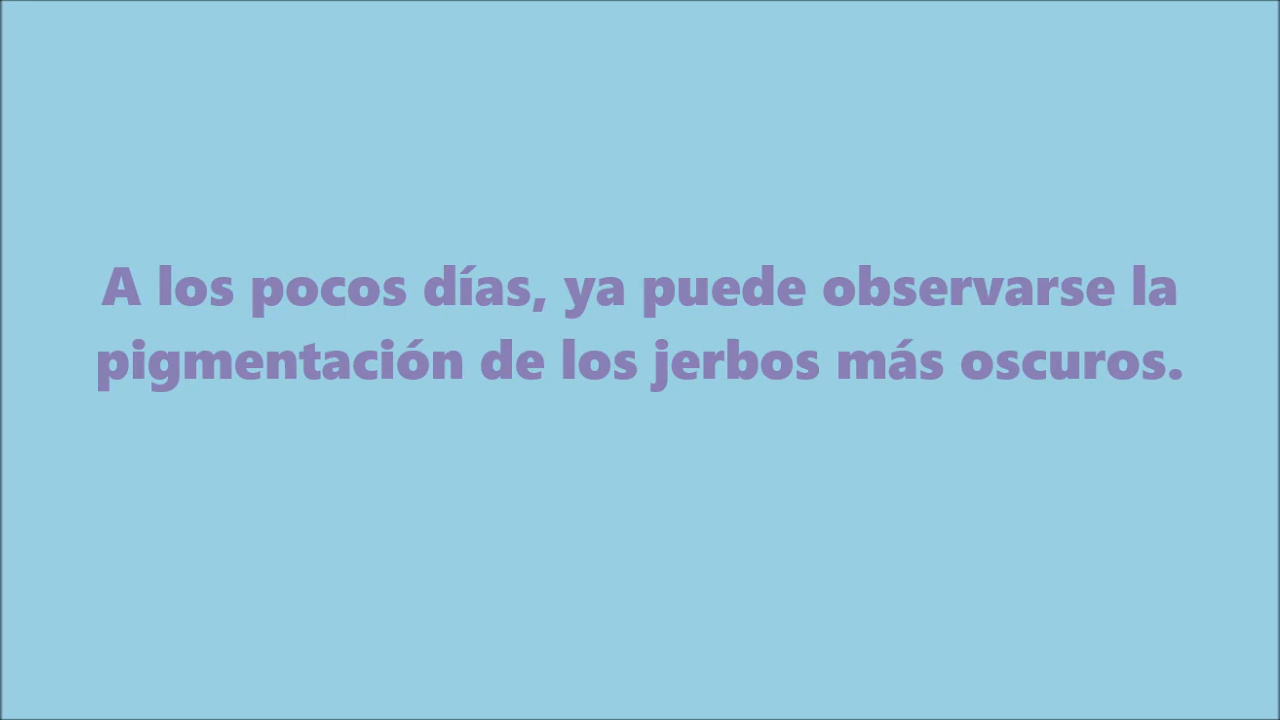 A los pocos días, ya puede observarse la
pigmentación de los jerbos más oscuros.